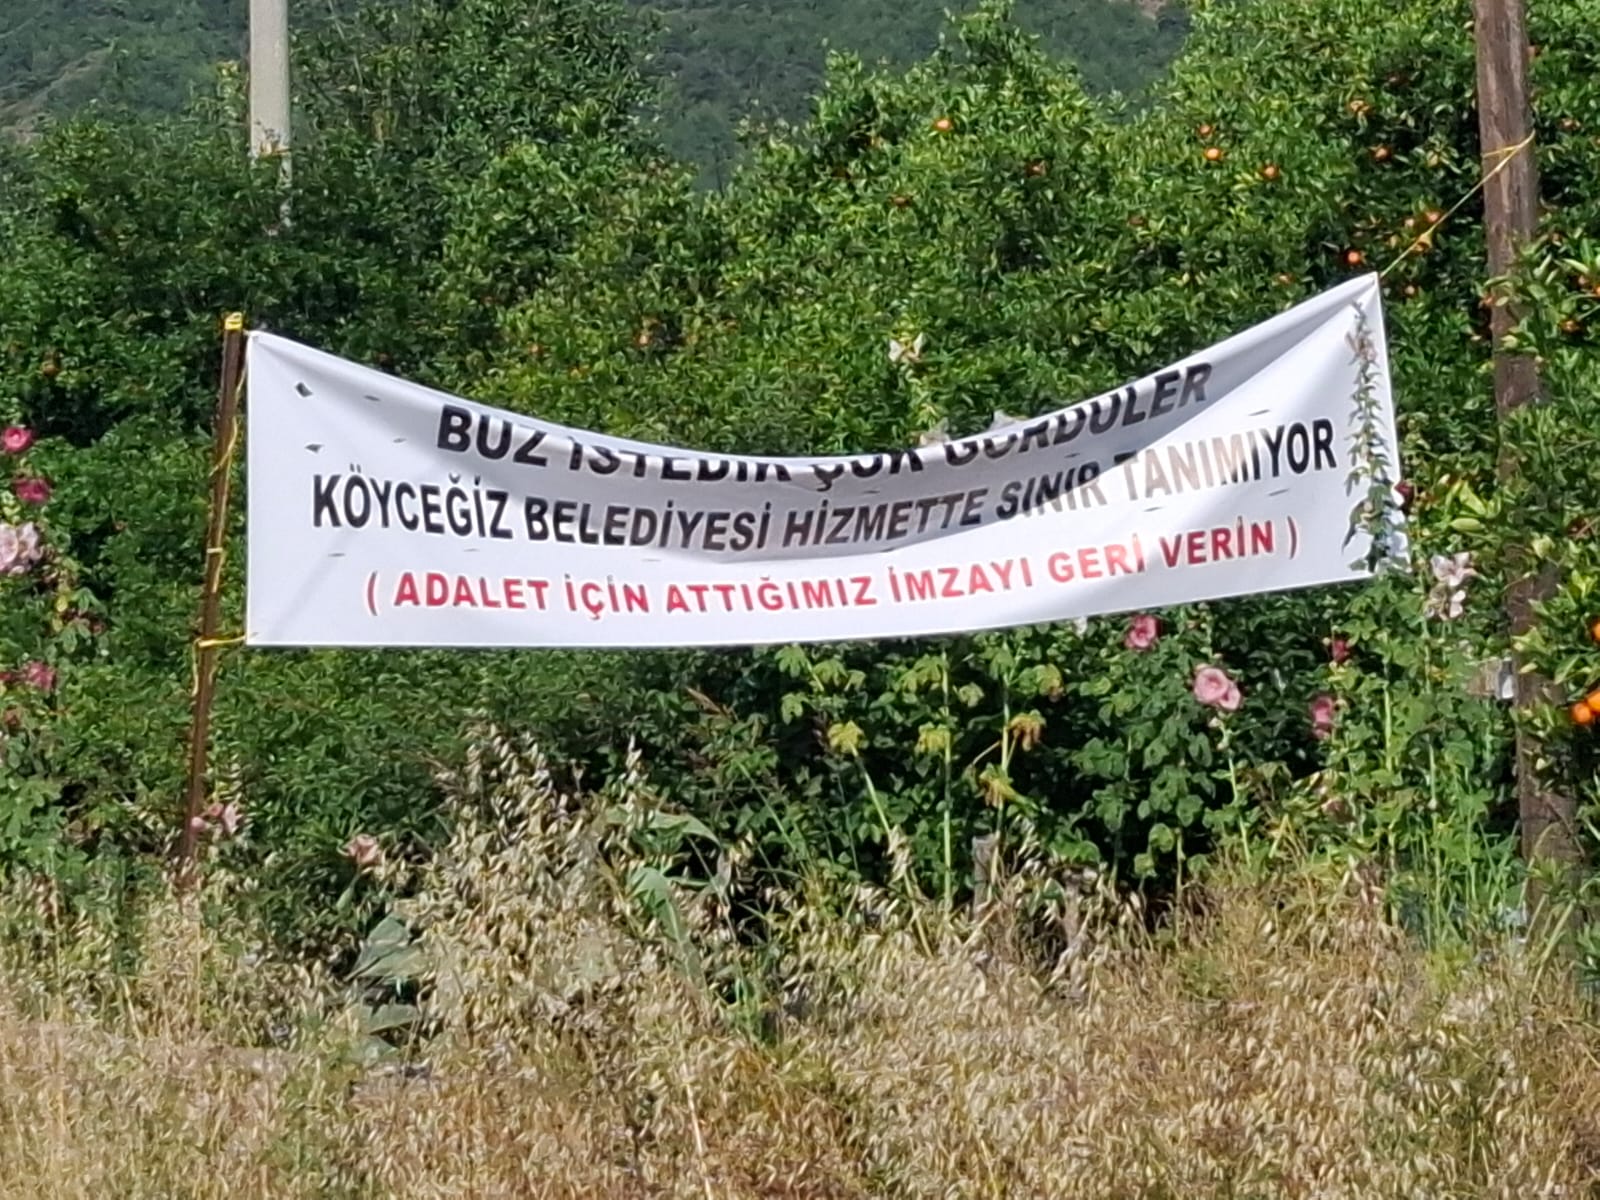 BUZ İSTEDİK ÇOK GÖRDÜLER
KÖYCEĞİZ BELEDİYESİ HİZMETTE SINIR TANIMIYOR
( ADALET İÇİN ATTIĞIMIZ İMZAYI GERİ VERİN )